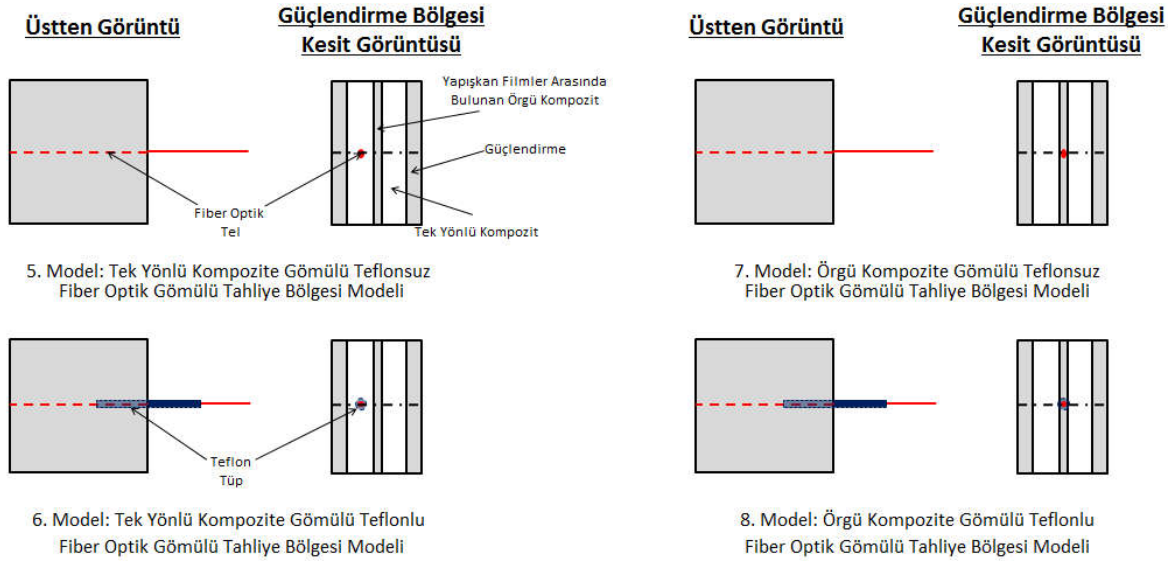 Üstten Görüntü
Güçlendirme Bölgesi
Kesit Görüntüsü
Yapışkan Filmler Arasında
Bulunan Örgü Kompozit
Güçlendirme
Fiber Optik
Tel
Tek Yönlü Kompozit
5. Model: Tek Yönlü Kompozite Gömülü Teflonsuz
Fiber Optik Gömülü Tahliye Bölgesi Modeli
Teflon
Tüp
6. Model: Tek Yönlü Kompozite Gömülü Teflonlu
Fiber Optik Gömülü Tahliye Bölgesi Modeli
Üstten Görüntü
Güçlendirme Bölgesi
Kesit Görüntüsü
7. Model: Örgü Kompozite Gömülü Teflonsuz
Fiber Optik Gömülü Tahliye Bölgesi Modeli
8. Model: Örgü Kompozite Gömülü Teflonlu
Fiber Optik Gömülü Tahliye Bölgesi Modeli